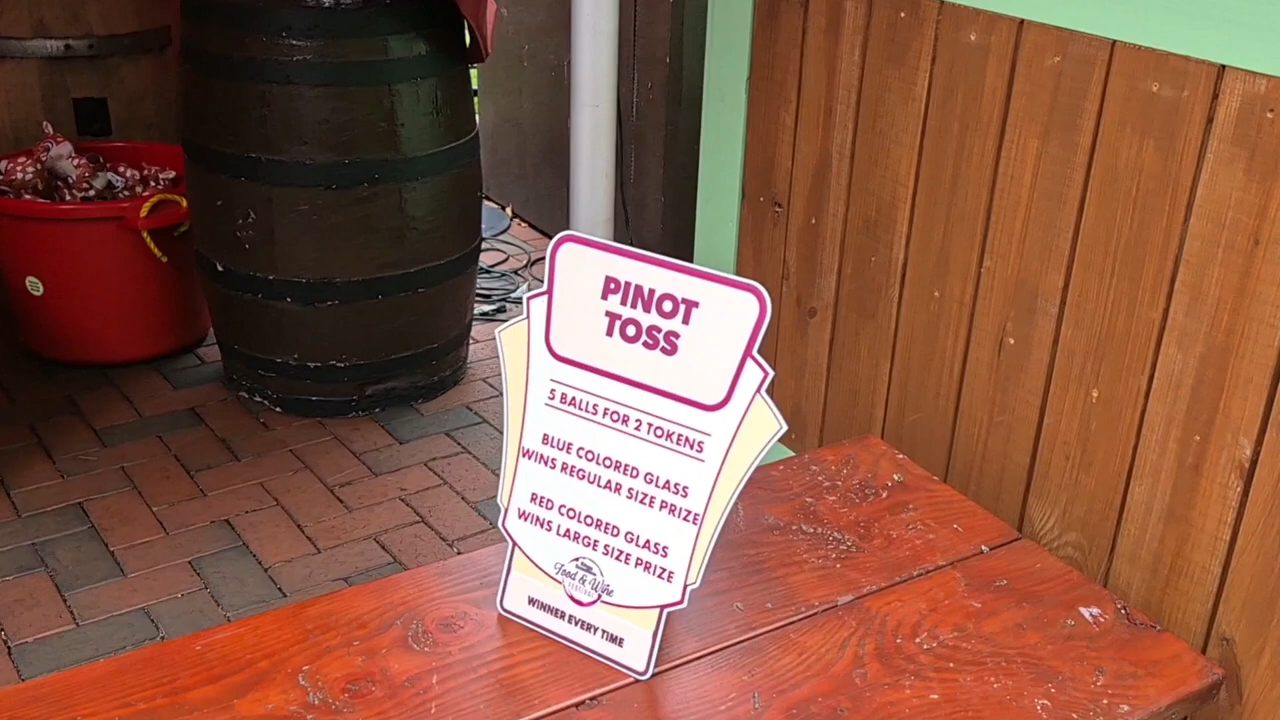 PINOT
TOSS
5 BALLS FOR 2 TOKENS
BLUE COLORED GLASS
WINS REGULAR SIZE PRIZE
RED COLORED GLASS
WINS LARGE SIZE PRIZE
Food & Wine
FESTIVAL
WINNER EVERY TIME